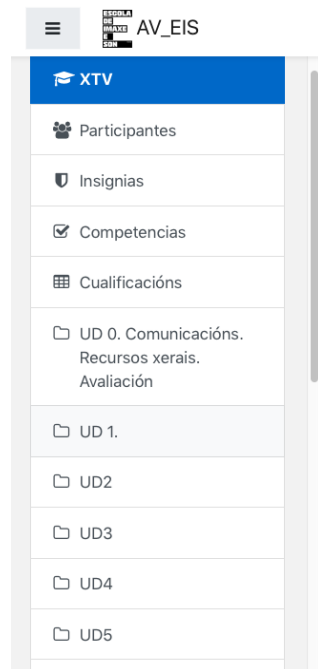 ESCOLA
DE
IMAXE
E
SON
AV_EIS
XTV
Participantes
Insignias
Competencias
Cualificacións
UD 0. Comunicacións.
Recursos xerais.
Avaliación
UD 1.
UD2
UD3
UD4
UD5